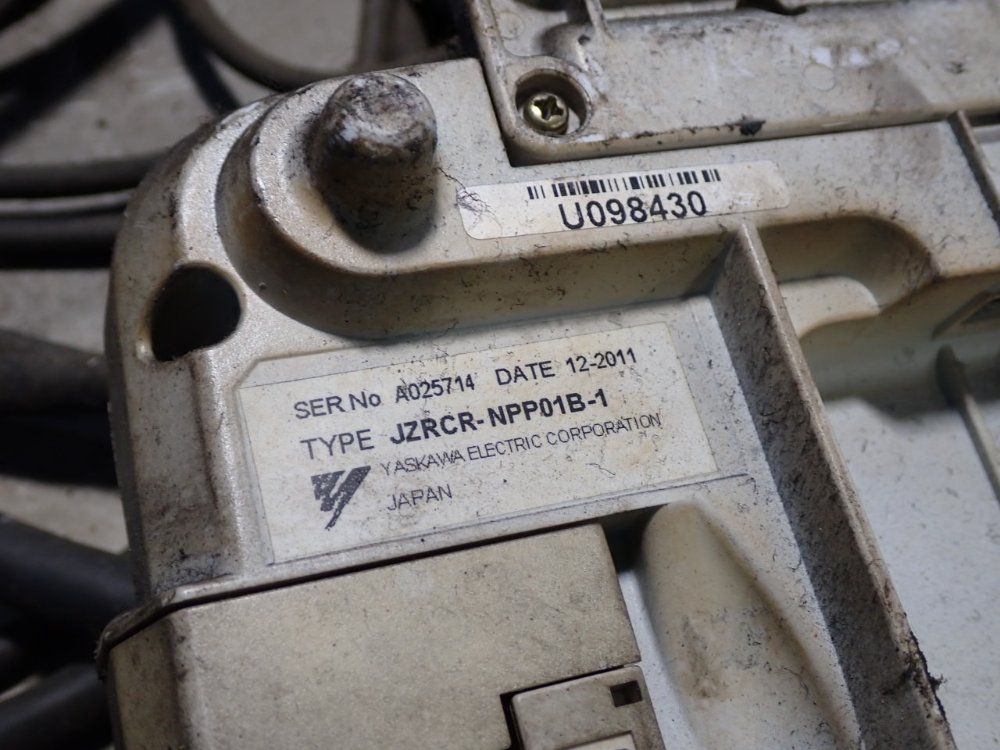 U098430
SER No A025714 DATE 12-2011
TYPE JZRCR-NPP01B-1
YASKAWA ELECTRIC CORPORATION
JAPAN